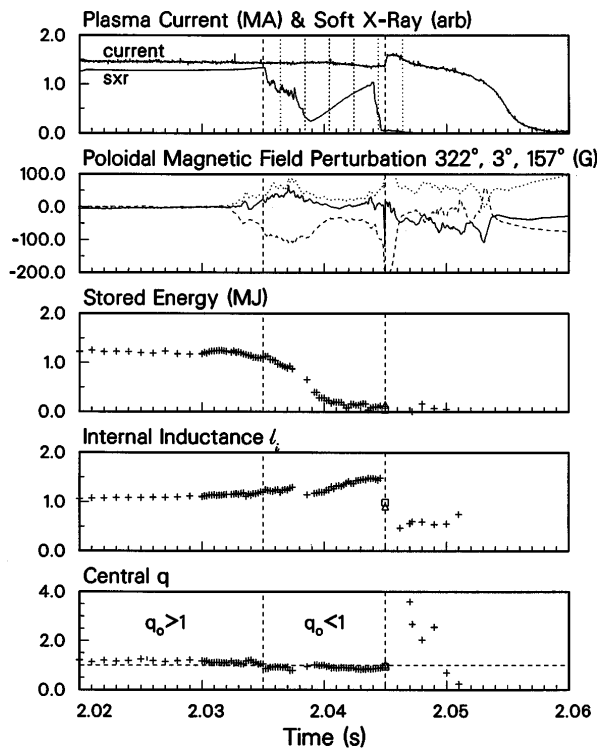 Plasma Current (MA) & Soft X-Ray (arb)
2.0
current
sxr
1.0
0.0
Poloidal Magnetic Field Perturbation 322°, 3°, 157° (G)
100.0
0.0
-100.0
-200.0
Stored Energy (MJ)
2.0
1.0
0.0
Internal Inductance lᵢ
2.0
1.0
0.0
Central q
4.0
q₀>1 q₀<1
2.0
0.0
2.02 2.03 2.04 2.05 2.06
Time (s)